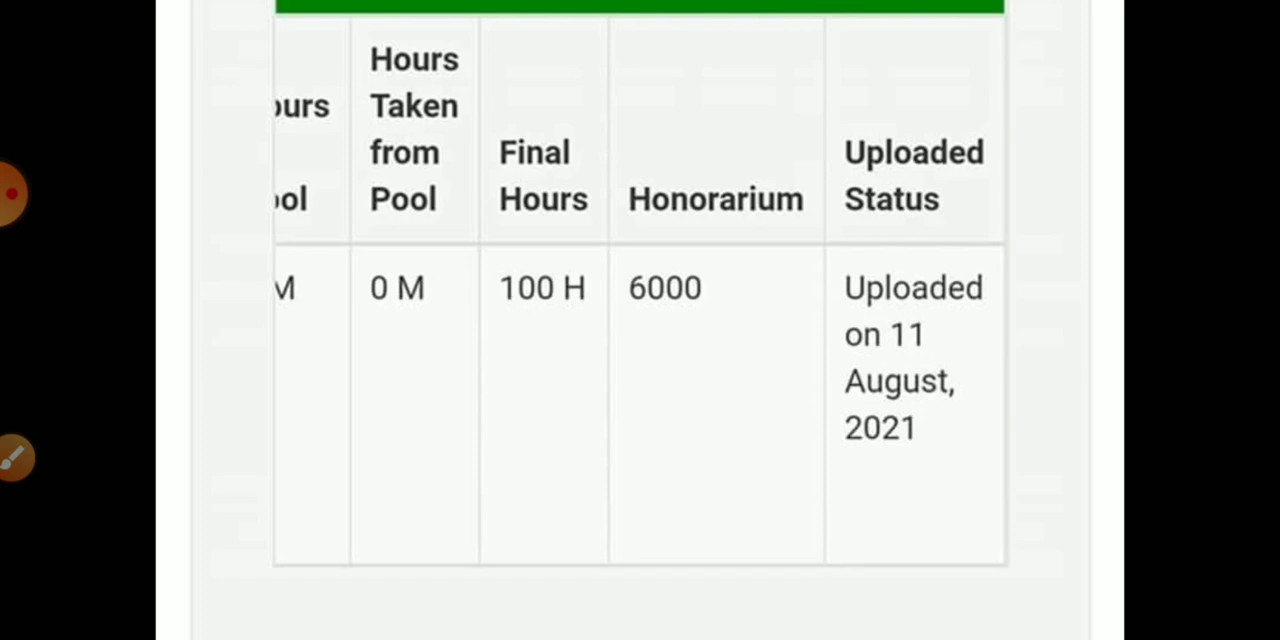 Hours
Taken
from
Pool
Final
Hours
Honorarium
Uploaded
Status
0 M
100 H
6000
Uploaded
on 11
August,
2021